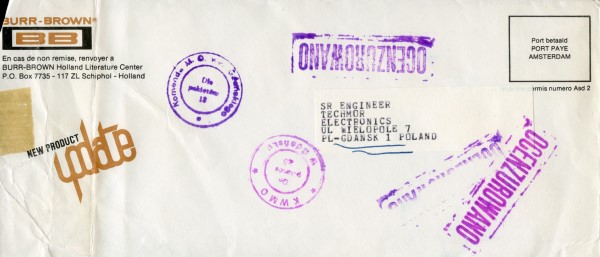 BURR-BROWN®
BB
En cas de non remise, renvoyer a
BURR-BROWN Holland Literature Center
P.O. Box 7735 - 117 ZL Schiphol - Holland
OCENZUROWANO
Port betaald
PORT PAYE
AMSTERDAM
permis numero Asd 2
SR ENGINEER
TECHMOR
ELECTRONICS
UL WIELOPOLE 7
PL-GDANSK I POLAND
NEW PRODUCT
update
K W M O
OCENZUROWANO
OCENZUROWANO